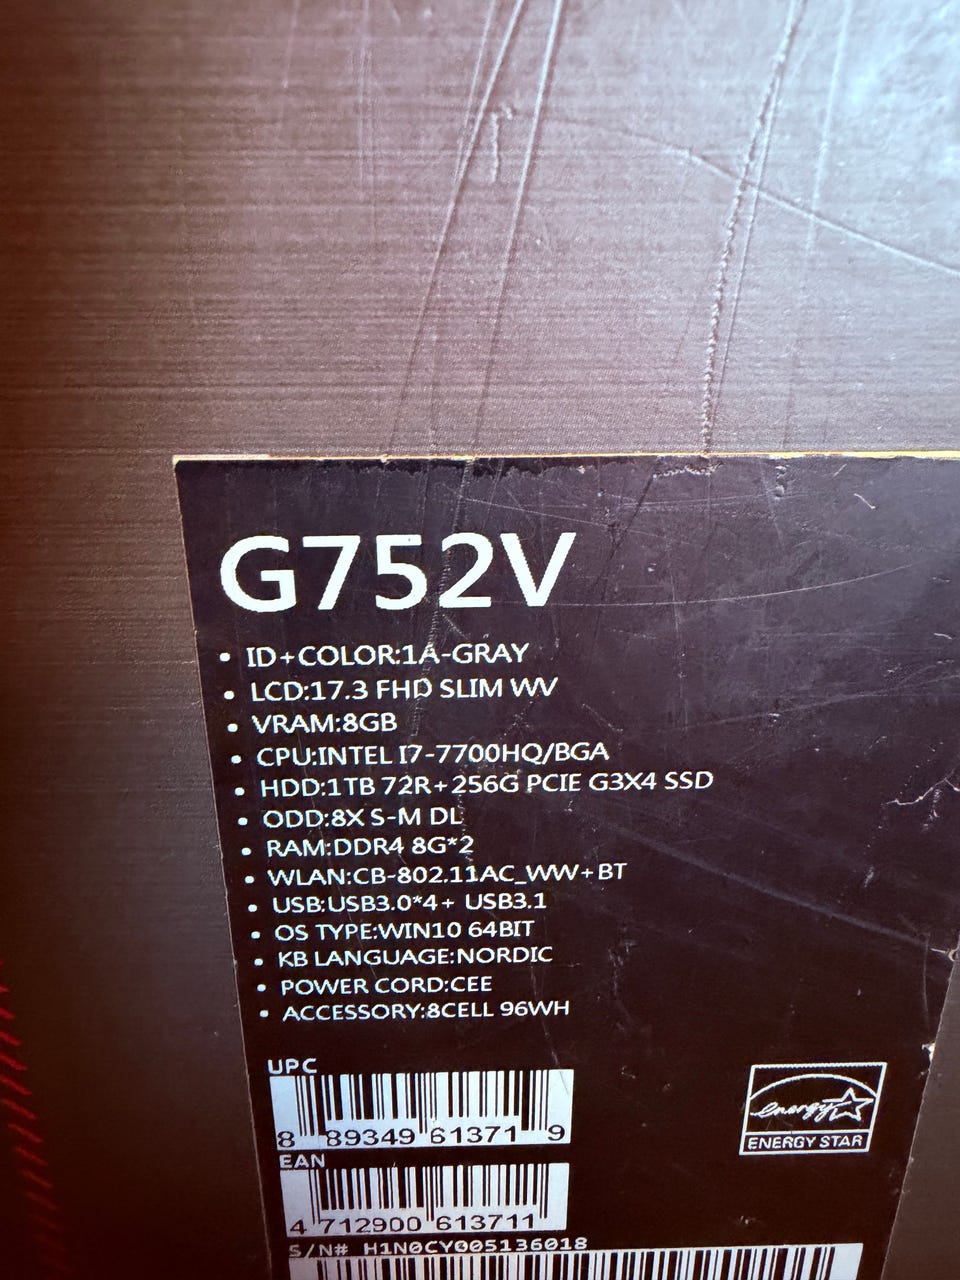 G752V
• ID+COLOR:1A-GRAY
• LCD:17.3 FHD SLIM WV
• VRAM:8GB
• CPU:INTEL I7-7700HQ/BGA
• HDD:1TB 72R+256G PCIE G3X4 SSD
• ODD:8X S-M DL
• RAM:DDR4 8G*2
• WLAN:CB-802.11AC_WW+BT
• USB:USB3.0*4+ USB3.1
• OS TYPE:WIN10 64BIT
• KB LANGUAGE:NORDIC
• POWER CORD:CEE
• ACCESSORY:8CELL 96WH
UPC
8 89349 61371 9
energy
ENERGY STAR
EAN
4 712900 613711
S/N# H1N0CY005136018